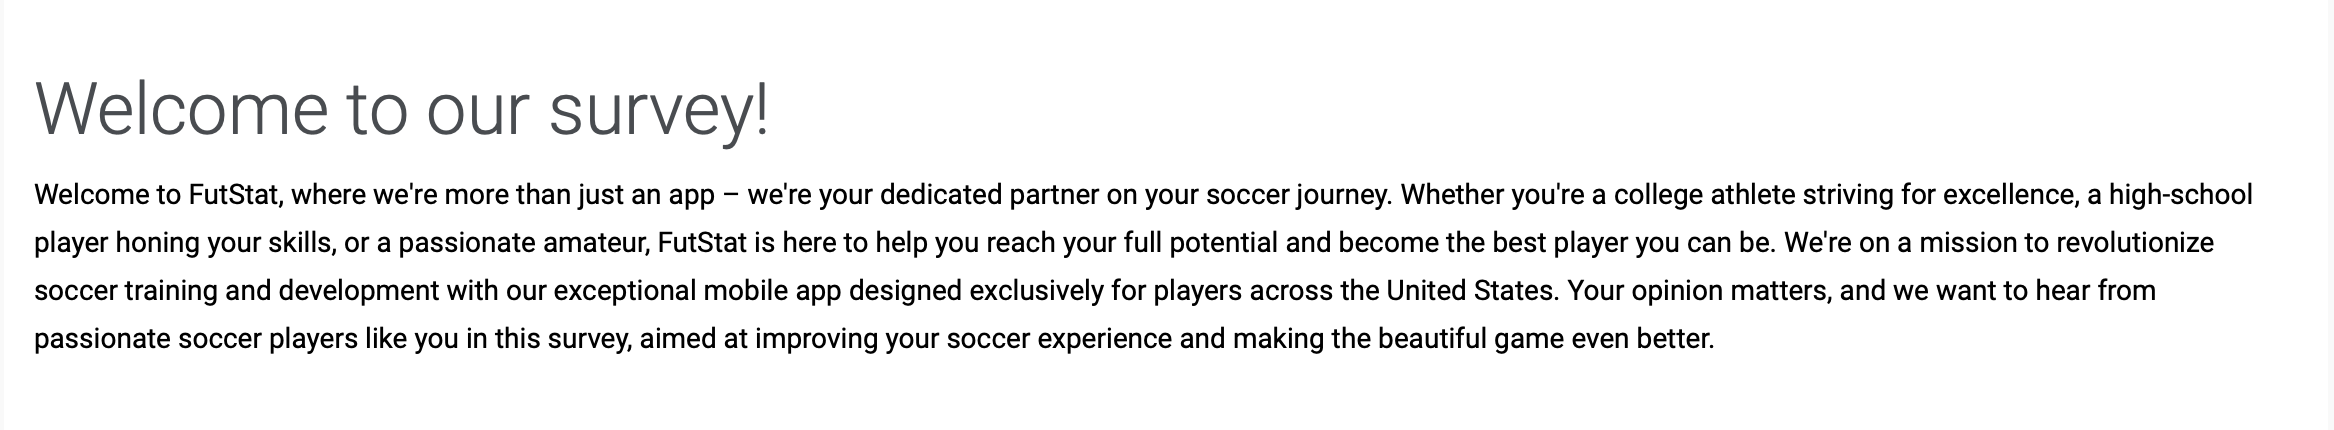 Welcome to our survey!
Welcome to FutStat, where we're more than just an app – we're your dedicated partner on your soccer journey. Whether you're a college athlete striving for excellence, a high-school
player honing your skills, or a passionate amateur, FutStat is here to help you reach your full potential and become the best player you can be. We're on a mission to revolutionize
soccer training and development with our exceptional mobile app designed exclusively for players across the United States. Your opinion matters, and we want to hear from
passionate soccer players like you in this survey, aimed at improving your soccer experience and making the beautiful game even better.